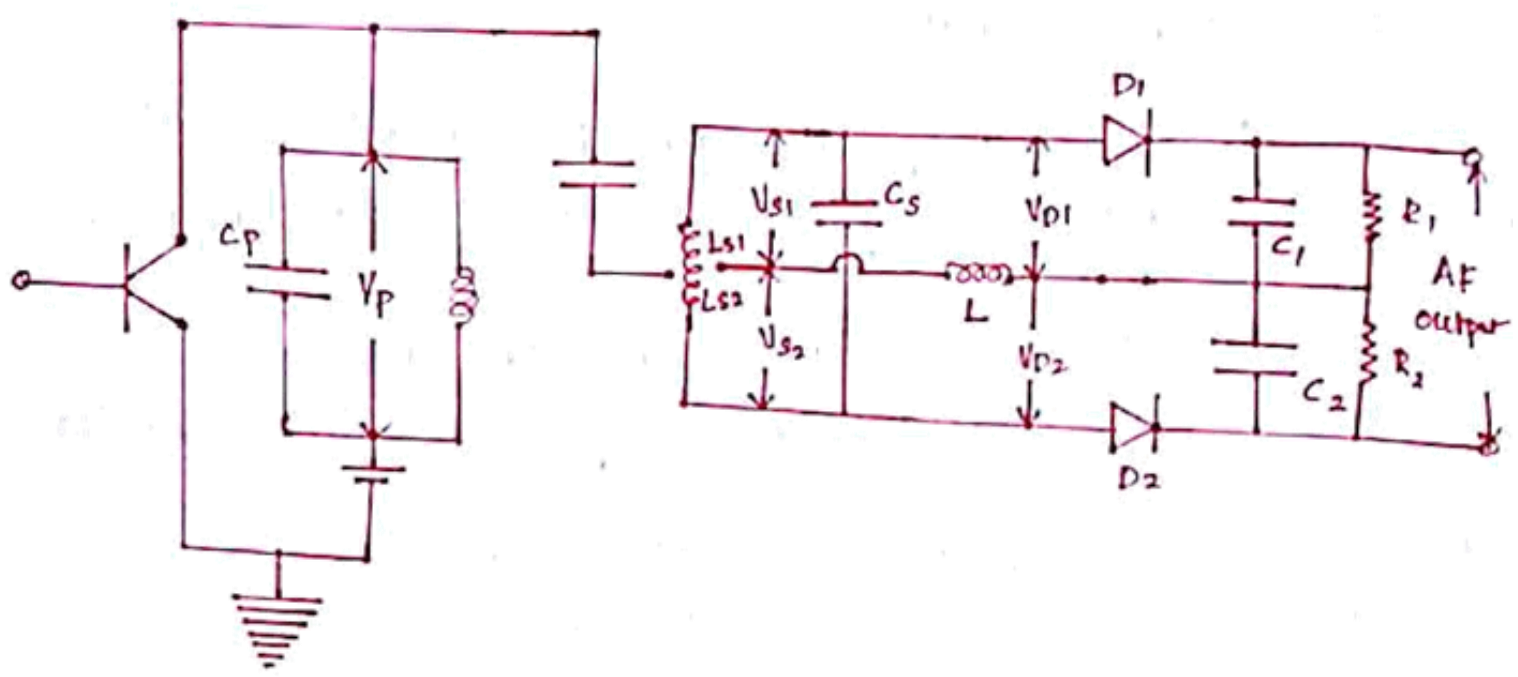 D1
Cp
Vp
VS1
CS
VD1
C1
R1
LS1
LS2
L
AF
output
VS2
VD2
C2
R2
D2